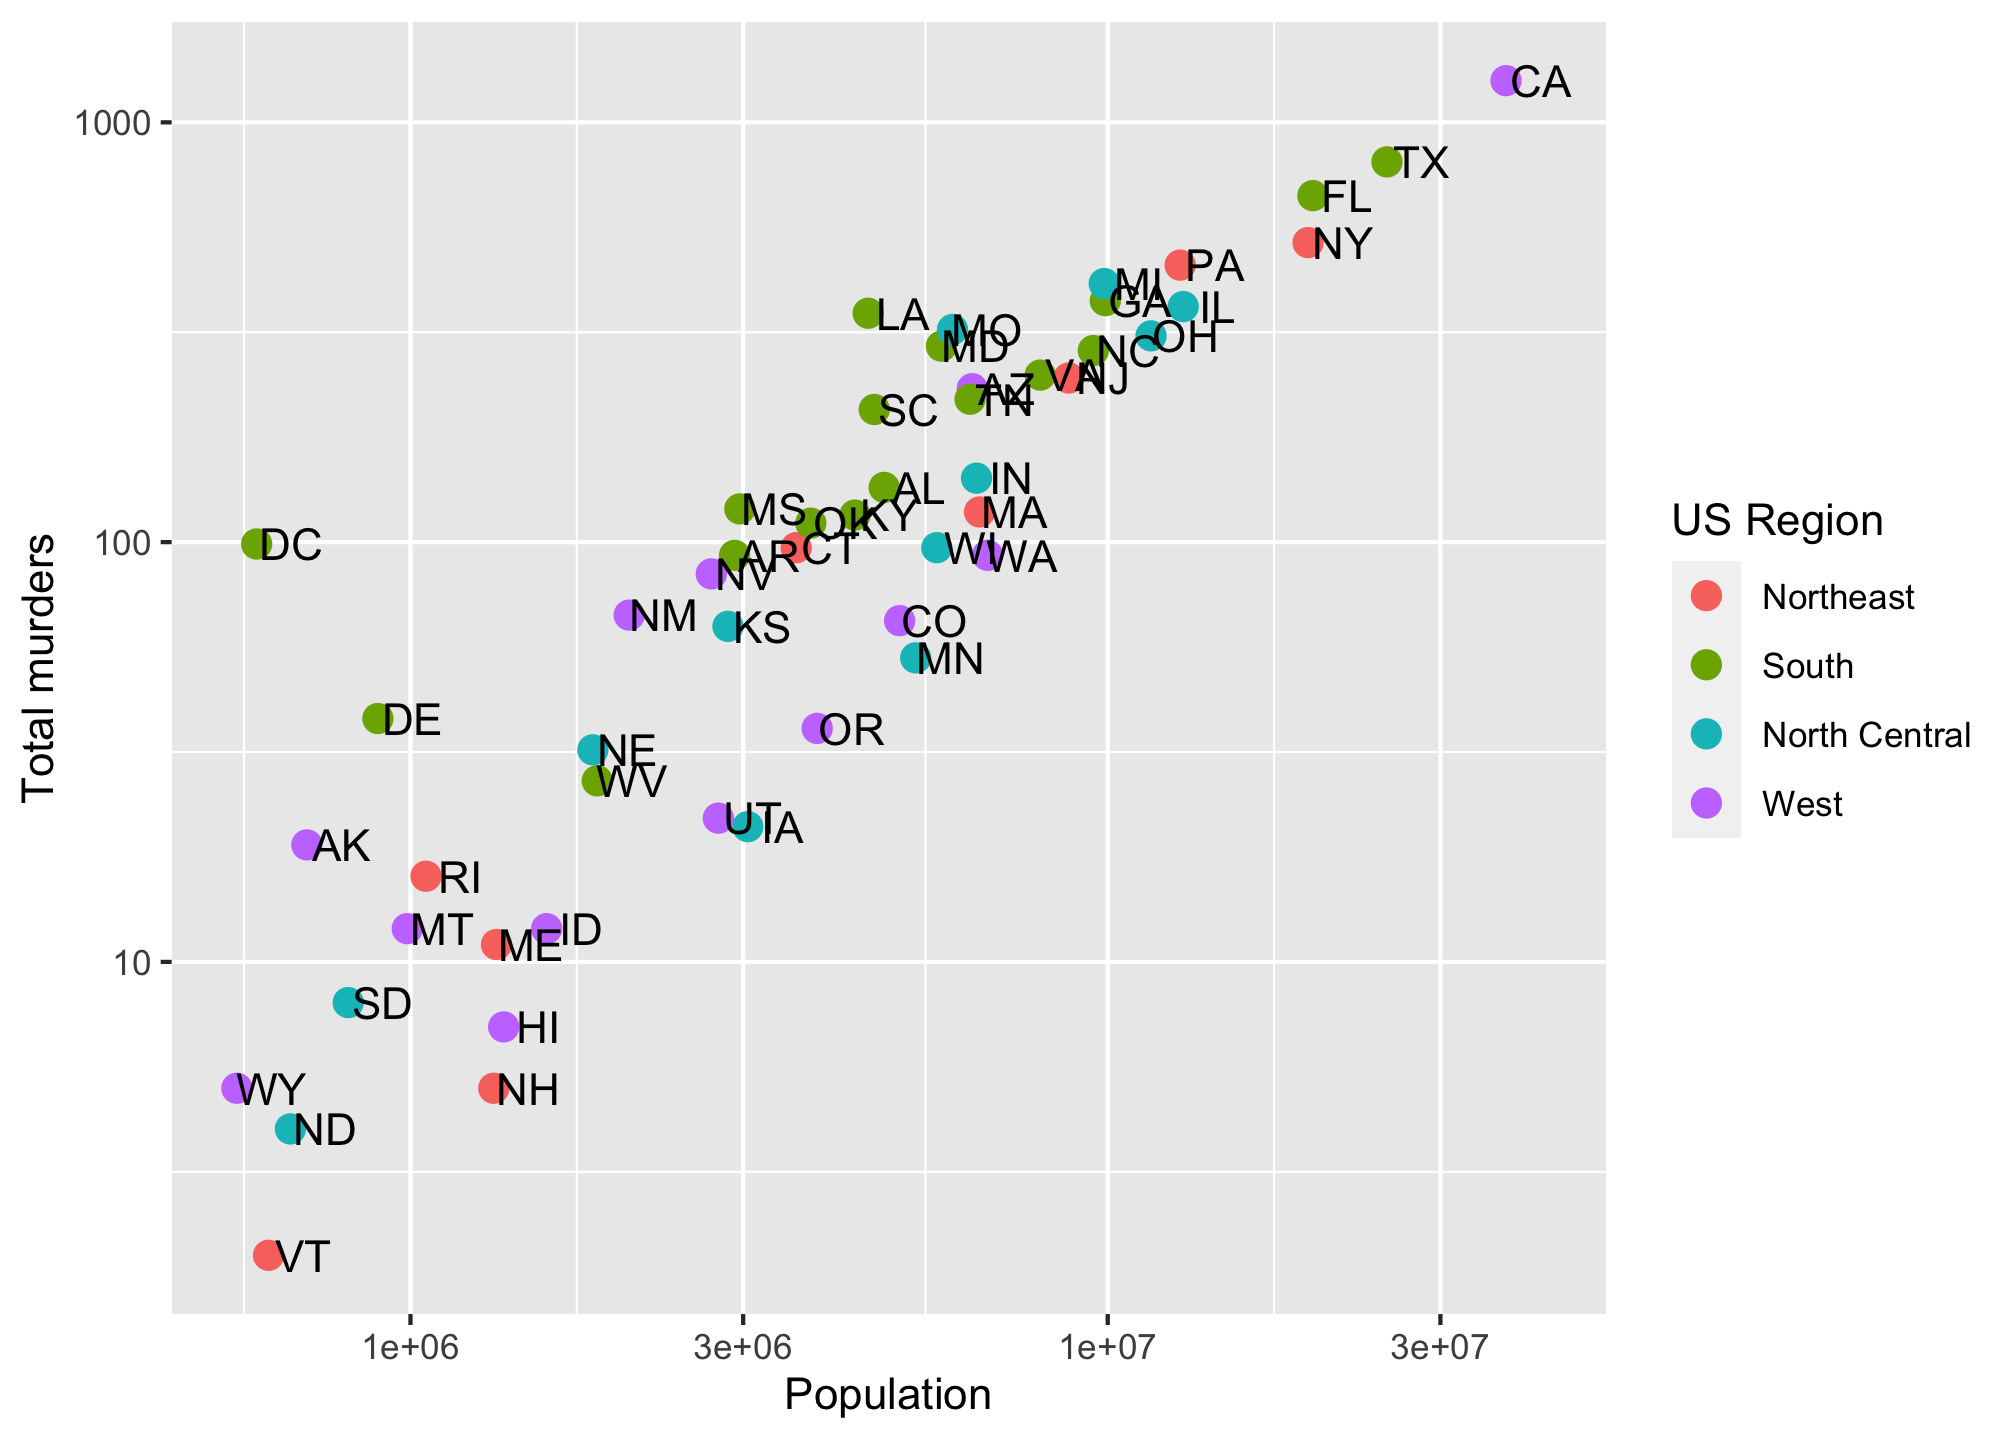 CA
1000
TX
FL
NY
PA
MI
GA
IL
LA
MO
OH
MD
NC
VA
NJ
AZ
TN
SC
IN
AL
MS
MA
OK
KY
DC
100
CT
WI
WA
AR
NV
NM
KS
CO
MN
DE
OR
NE
WV
UT
IA
AK
RI
MT
ID
ME
10
SD
HI
WY
NH
ND
VT
Total murders
1e+06
3e+06
1e+07
3e+07
Population
US Region
Northeast
South
North Central
West